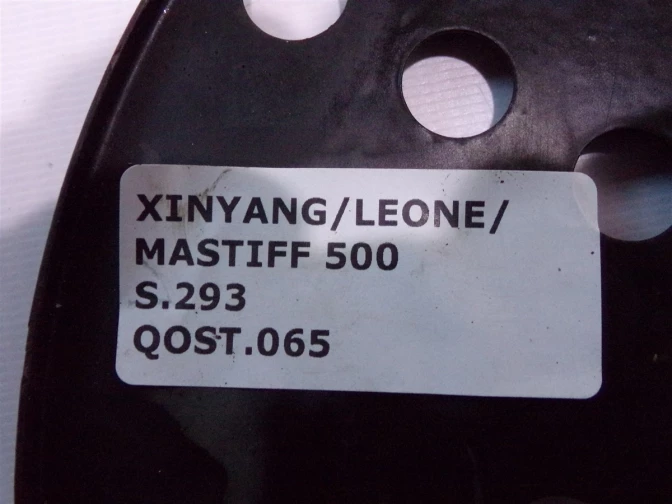 XINYANG/LEONE/
MASTIFF 500
S.293
QOST.065